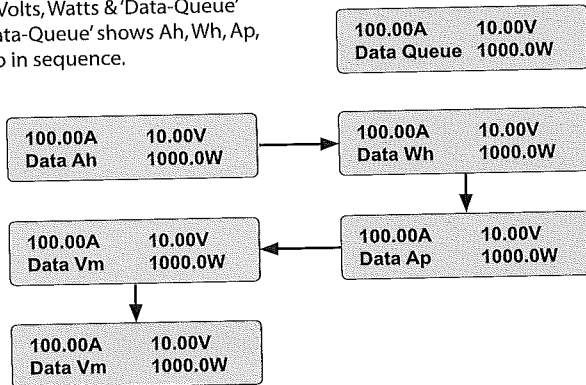 Volts, Watts & 'Data-Queue'
ata-Queue' shows Ah, Wh, Ap,
in sequence.
100.00A 10.00V
Data Queue 1000.0W
100.00A 10.00V
Data Ah 1000.0W
100.00A 10.00V
Data Wh 1000.0W
100.00A 10.00V
Data Vm 1000.0W
100.00A 10.00V
Data Ap 1000.0W
100.00A 10.00V
Data Vm 1000.0W